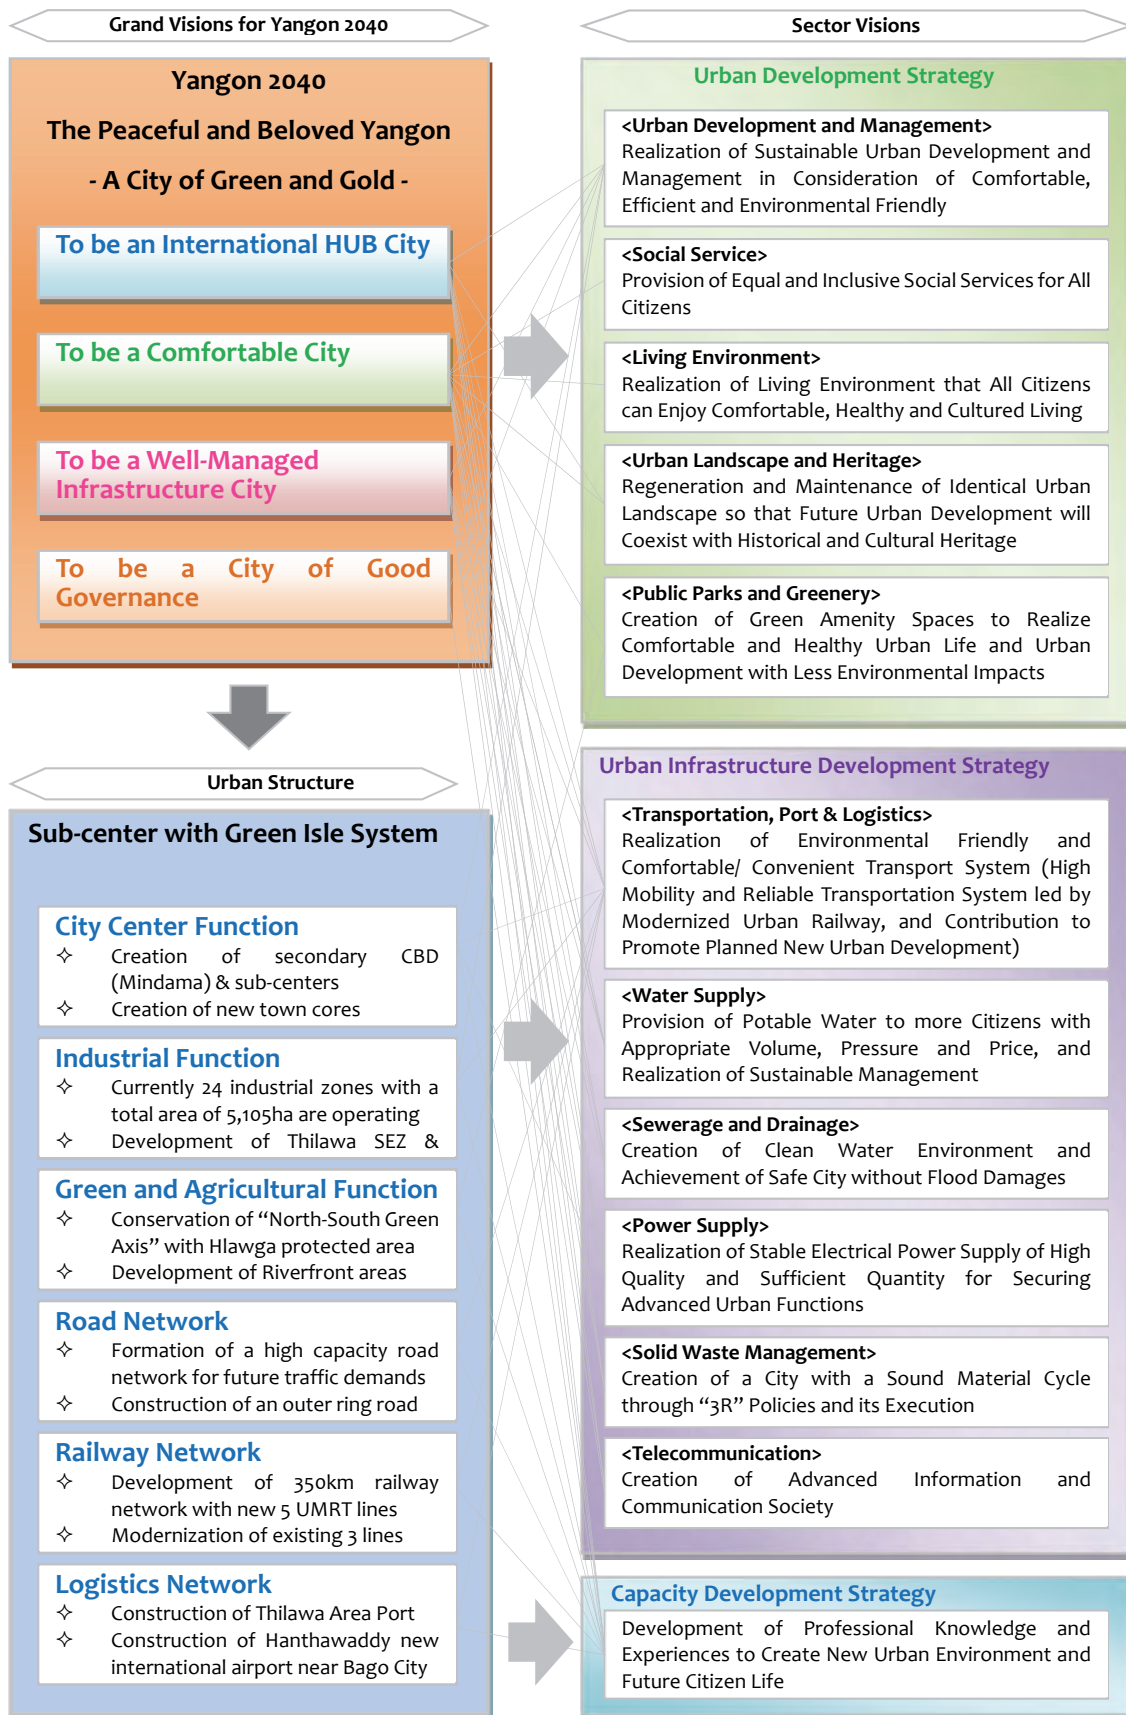 Grand Visions for Yangon 2040
Yangon 2040
The Peaceful and Beloved Yangon
- A City of Green and Gold -
To be an International HUB City
To be a Comfortable City
To be a Well-Managed
Infrastructure City
To be a City of Good
Governance
Urban Structure
Sub-center with Green Isle System
City Center Function
✧ Creation of secondary CBD
(Mindama) & sub-centers
✧ Creation of new town cores
Industrial Function
✧ Currently 24 industrial zones with a
total area of 5,105ha are operating
✧ Development of Thilawa SEZ &
Green and Agricultural Function
✧ Conservation of “North-South Green
Axis” with Hlawga protected area
✧ Development of Riverfront areas
Road Network
✧ Formation of a high capacity road
network for future traffic demands
✧ Construction of an outer ring road
Railway Network
✧ Development of 350km railway
network with new 5 UMRT lines
✧ Modernization of existing 3 lines
Logistics Network
✧ Construction of Thilawa Area Port
✧ Construction of Hanthawaddy new
international airport near Bago City
Sector Visions
Urban Development Strategy
<Urban Development and Management>
Realization of Sustainable Urban Development and
Management in Consideration of Comfortable,
Efficient and Environmental Friendly
<Social Service>
Provision of Equal and Inclusive Social Services for All
Citizens
<Living Environment>
Realization of Living Environment that All Citizens
can Enjoy Comfortable, Healthy and Cultured Living
<Urban Landscape and Heritage>
Regeneration and Maintenance of Identical Urban
Landscape so that Future Urban Development will
Coexist with Historical and Cultural Heritage
<Public Parks and Greenery>
Creation of Green Amenity Spaces to Realize
Comfortable and Healthy Urban Life and Urban
Development with Less Environmental Impacts
Urban Infrastructure Development Strategy
<Transportation, Port & Logistics>
Realization of Environmental Friendly and
Comfortable/ Convenient Transport System (High
Mobility and Reliable Transportation System led by
Modernized Urban Railway, and Contribution to
Promote Planned New Urban Development)
<Water Supply>
Provision of Potable Water to more Citizens with
Appropriate Volume, Pressure and Price, and
Realization of Sustainable Management
<Sewerage and Drainage>
Creation of Clean Water Environment and
Achievement of Safe City without Flood Damages
<Power Supply>
Realization of Stable Electrical Power Supply of High
Quality and Sufficient Quantity for Securing
Advanced Urban Functions
<Solid Waste Management>
Creation of a City with a Sound Material Cycle
through “3R” Policies and its Execution
<Telecommunication>
Creation of Advanced Information and
Communication Society
Capacity Development Strategy
Development of Professional Knowledge and
Experiences to Create New Urban Environment and
Future Citizen Life